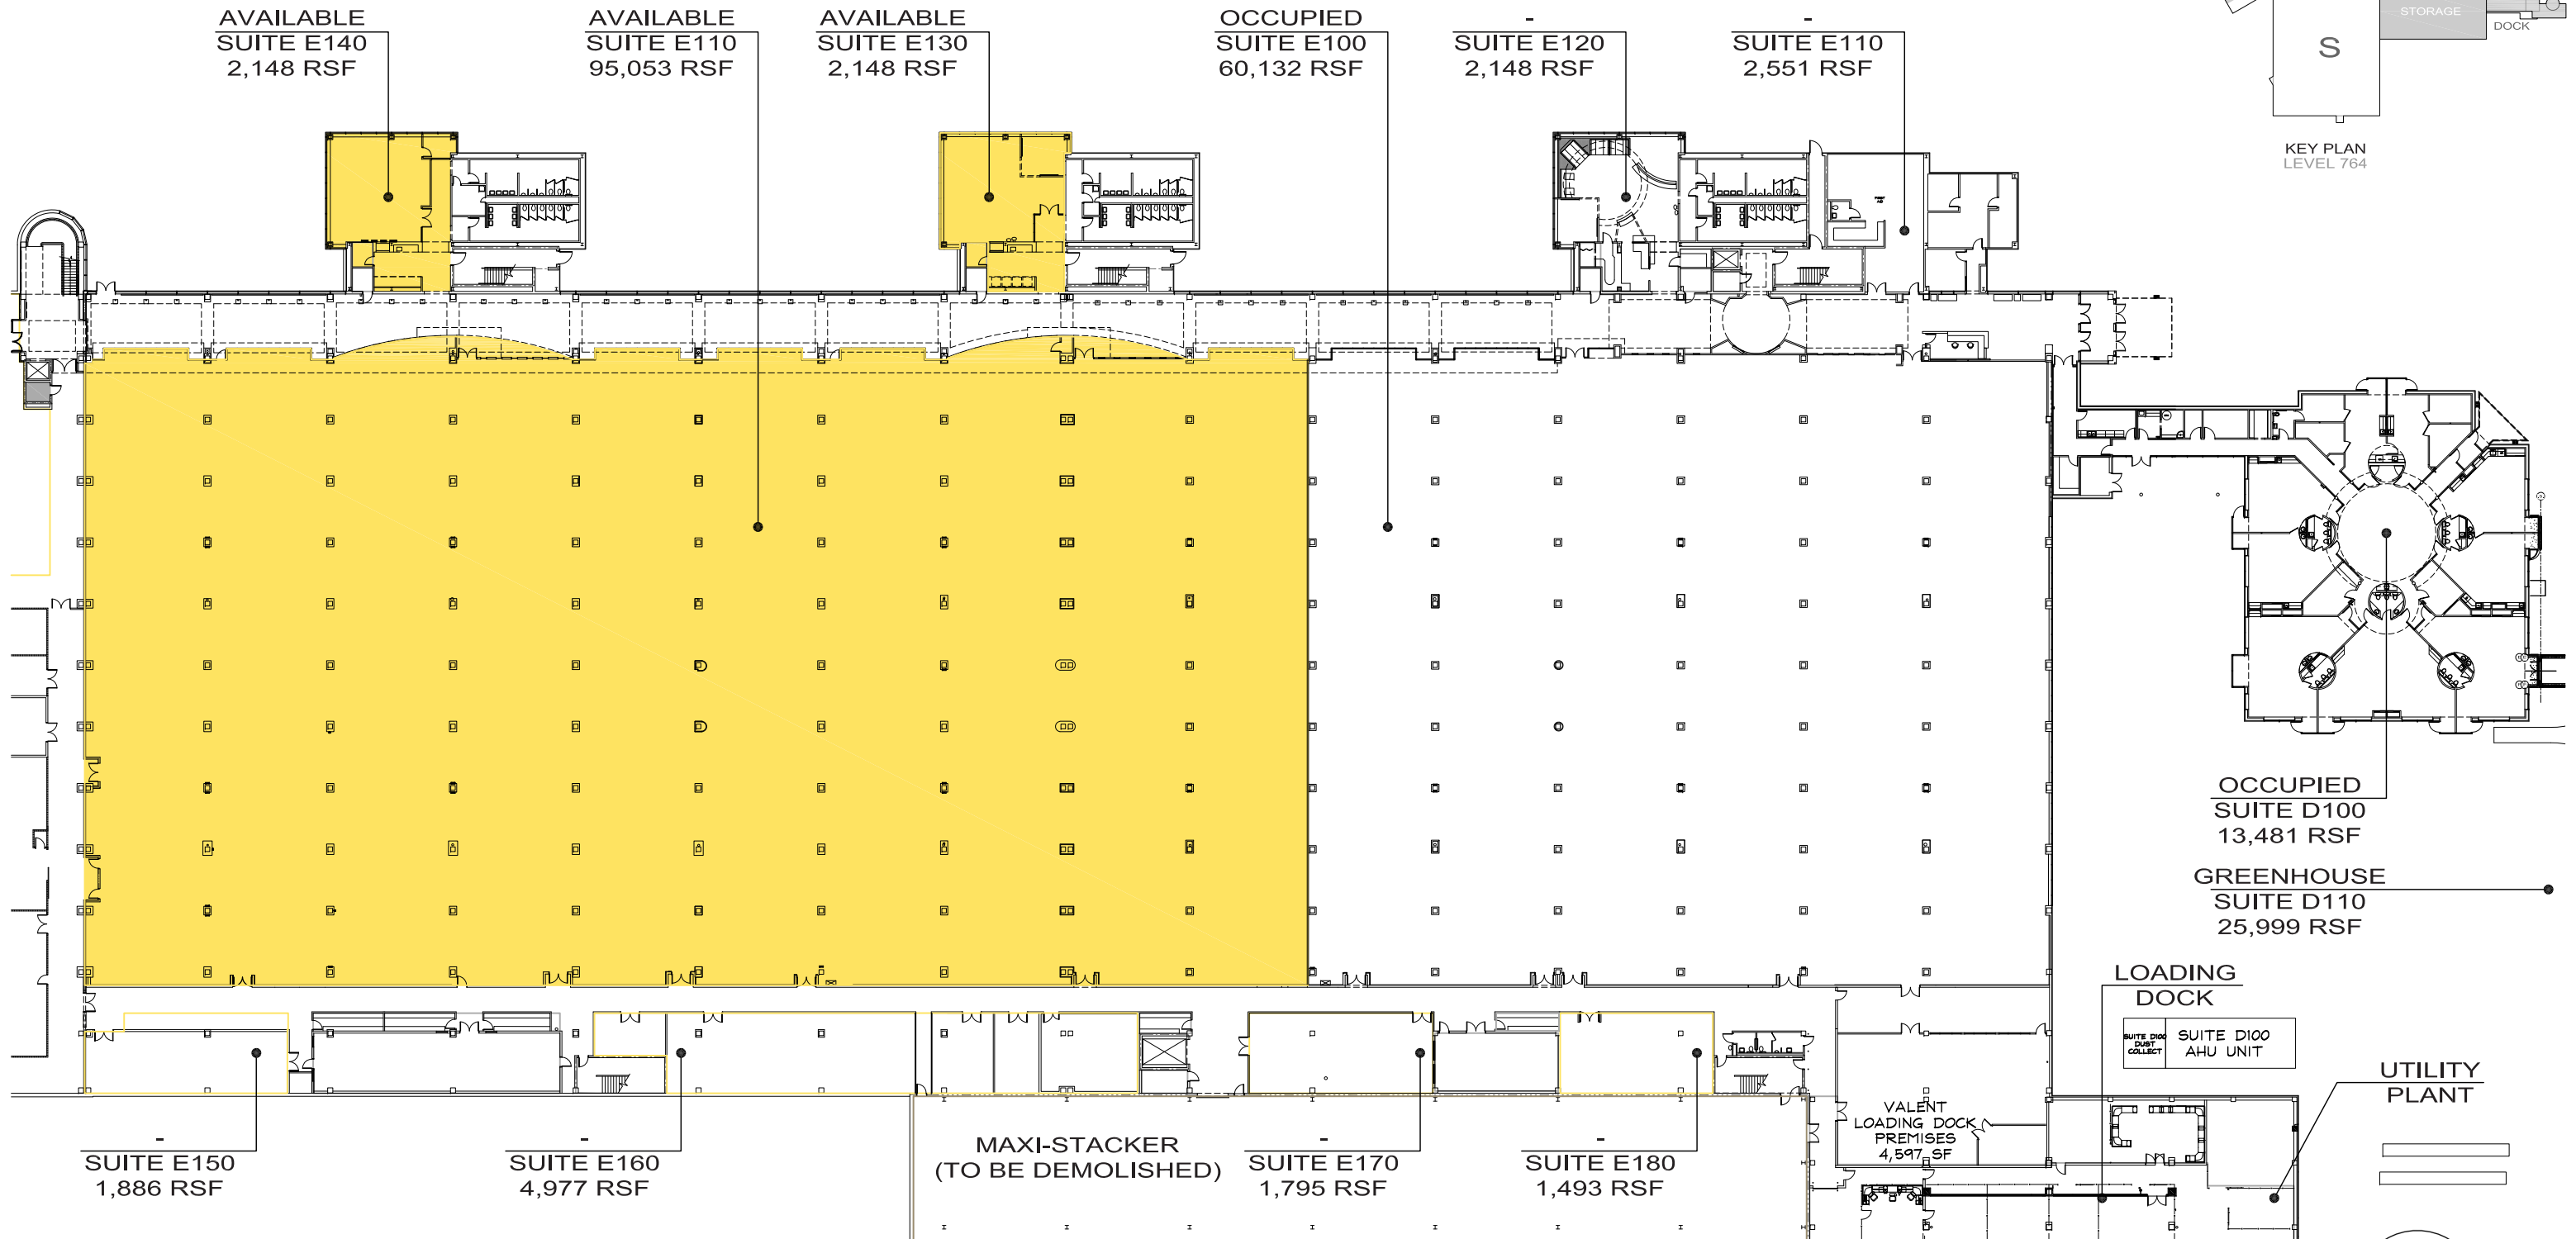 AVAILABLE
SUITE E140
2,148 RSF
AVAILABLE
SUITE E110
95,053 RSF
AVAILABLE
SUITE E130
2,148 RSF
OCCUPIED
SUITE E100
60,132 RSF
-
SUITE E120
2,148 RSF
-
SUITE E110
2,551 RSF
STORAGE
DOCK
S
KEY PLAN
LEVEL 764
OCCUPIED
SUITE D100
13,481 RSF
GREENHOUSE
SUITE D110
25,999 RSF
LOADING
DOCK
SUITE D100
DUST
COLLECT
SUITE D100
AHU UNIT
UTILITY
PLANT
VALENT
LOADING DOCK
PREMISES
4,597 SF
-
SUITE E150
1,886 RSF
-
SUITE E160
4,977 RSF
MAXI-STACKER
(TO BE DEMOLISHED)
-
SUITE E170
1,795 RSF
-
SUITE E180
1,493 RSF